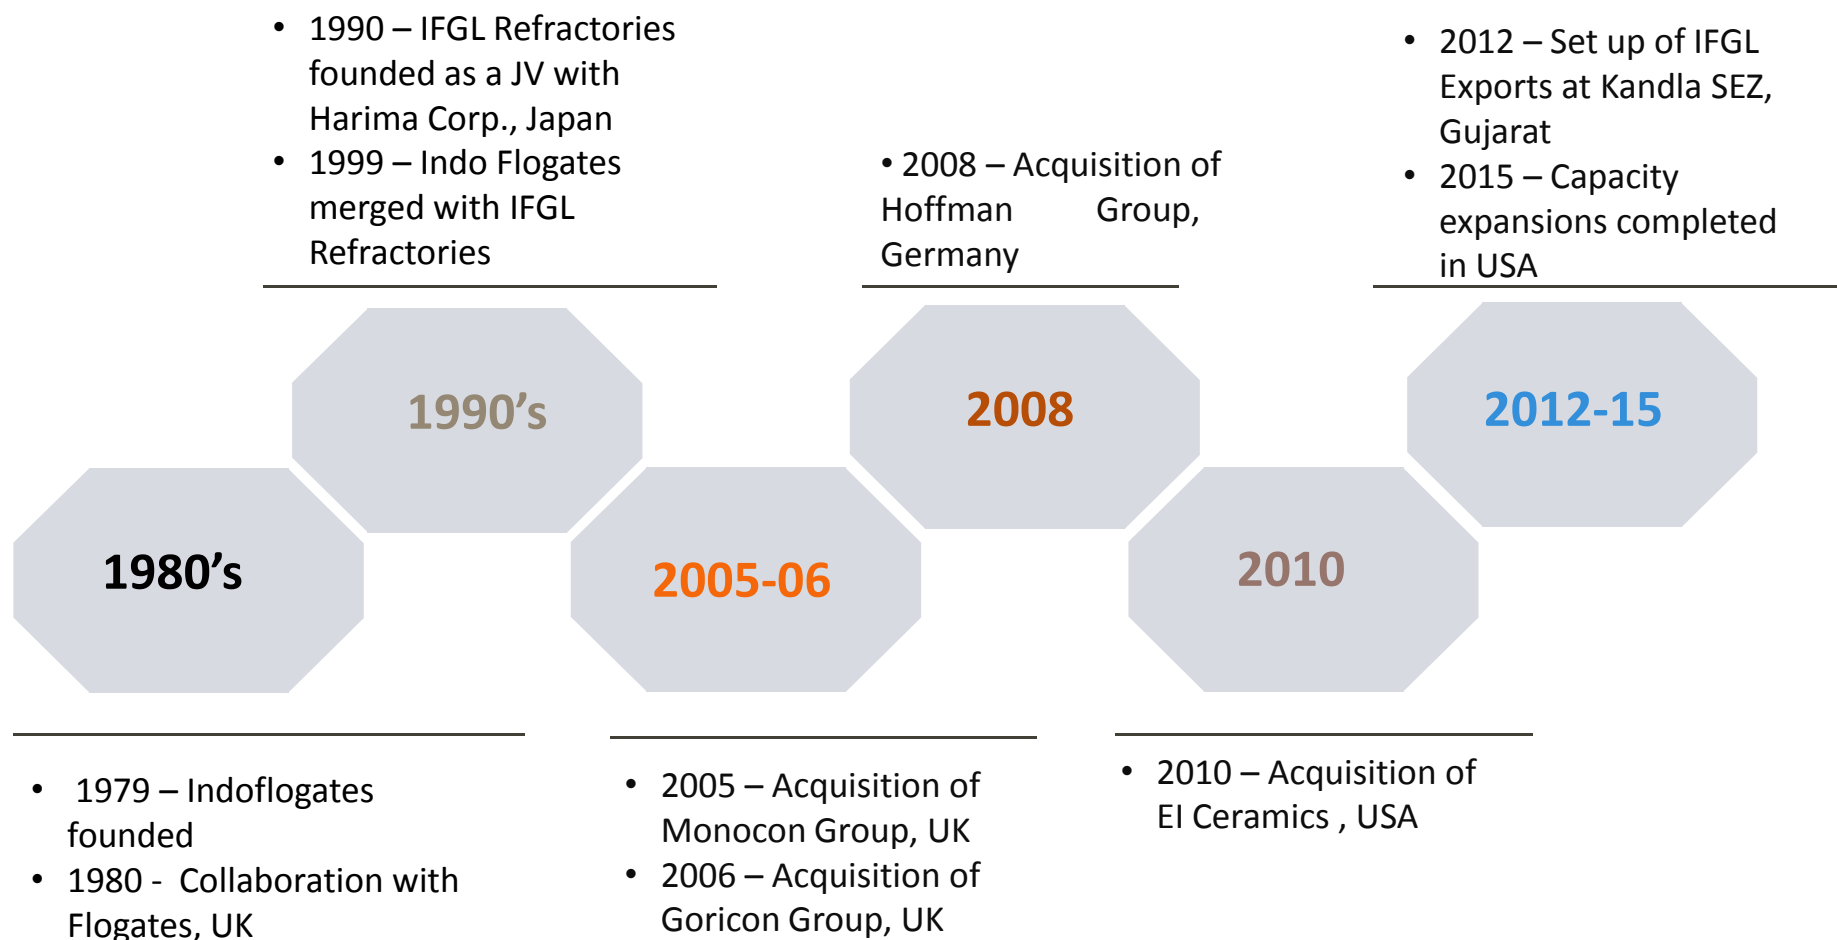 • 1990 – IFGL Refractories
founded as a JV with
Harima Corp., Japan
• 1999 – Indo Flogates
merged with IFGL
Refractories
• 2008 – Acquisition of
Hoffman Group,
Germany
• 2012 – Set up of IFGL
Exports at Kandla SEZ,
Gujarat
• 2015 – Capacity
expansions completed
in USA
1990’s
2008
2012-15
1980’s
2005-06
2010
• 1979 – Indoflogates
founded
• 1980 - Collaboration with
Flogates, UK
• 2005 – Acquisition of
Monocon Group, UK
• 2006 – Acquisition of
Goricon Group, UK
• 2010 – Acquisition of
EI Ceramics , USA